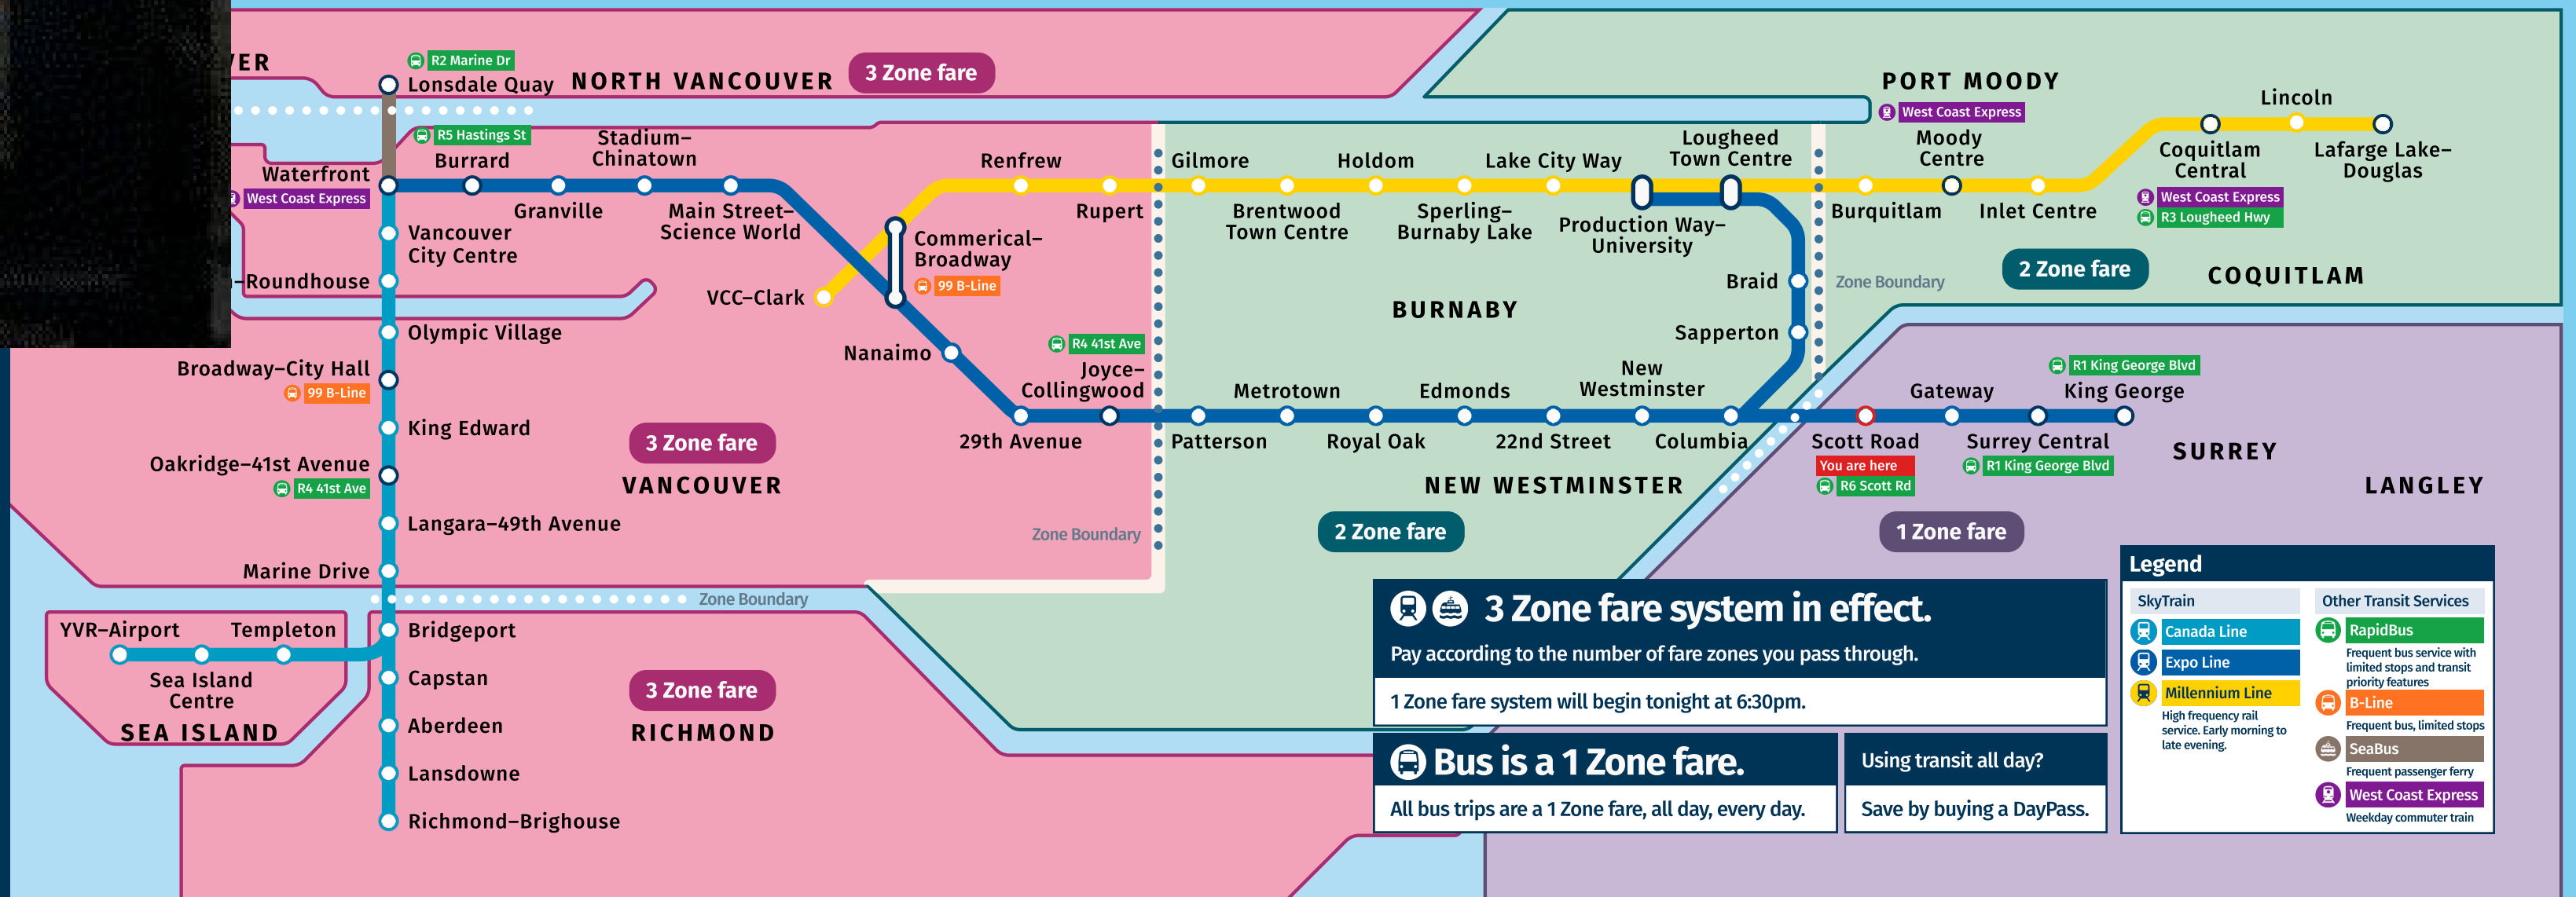 R2 Marine Dr
Lonsdale Quay
NORTH VANCOUVER
3 Zone fare
PORT MOODY
West Coast Express
Lincoln
R5 Hastings St
Burrard
Stadium–
Chinatown
Renfrew
Gilmore
Holdom
Lake City Way
Lougheed
Town Centre
Moody
Centre
Coquitlam
Central
West Coast Express
R3 Lougheed Hwy
Lafarge Lake–
Douglas
Waterfront
West Coast Express
Granville
Main Street–
Science World
Rupert
Brentwood
Town Centre
Sperling–
Burnaby Lake
Production Way–
University
Burquitlam
Inlet Centre
Vancouver
City Centre
Commerical–
Broadway
99 B-Line
2 Zone fare
COQUITLAM
–Roundhouse
VCC–Clark
BURNABY
Braid
Zone Boundary
Olympic Village
Nanaimo
R4 41st Ave
Joyce–
Collingwood
Sapperton
Broadway–City Hall
99 B-Line
Metrotown
Edmonds
New
Westminster
Gateway
R1 King George Blvd
King George
King Edward
3 Zone fare
VANCOUVER
29th Avenue
Patterson
Royal Oak
22nd Street
Columbia
Scott Road
You are here
R6 Scott Rd
Surrey Central
R1 King George Blvd
SURREY
Oakridge–41st Avenue
R4 41st Ave
NEW WESTMINSTER
LANGLEY
Langara–49th Avenue
Zone Boundary
2 Zone fare
1 Zone fare
Marine Drive
Zone Boundary
YVR–Airport
Templeton
Sea Island
Centre
SEA ISLAND
Bridgeport
Capstan
Aberdeen
Lansdowne
Richmond–Brighouse
3 Zone fare
RICHMOND
3 Zone fare system in effect.
Pay according to the number of fare zones you pass through.
1 Zone fare system will begin tonight at 6:30pm.
Bus is a 1 Zone fare.
All bus trips are a 1 Zone fare, all day, every day.
Using transit all day?
Save by buying a DayPass.
Legend
SkyTrain
Canada Line
Expo Line
Millennium Line
High frequency rail
service. Early morning to
late evening.
Other Transit Services
RapidBus
Frequent bus service with
limited stops and transit
priority features
B-Line
Frequent bus, limited stops
SeaBus
Frequent passenger ferry
West Coast Express
Weekday commuter train